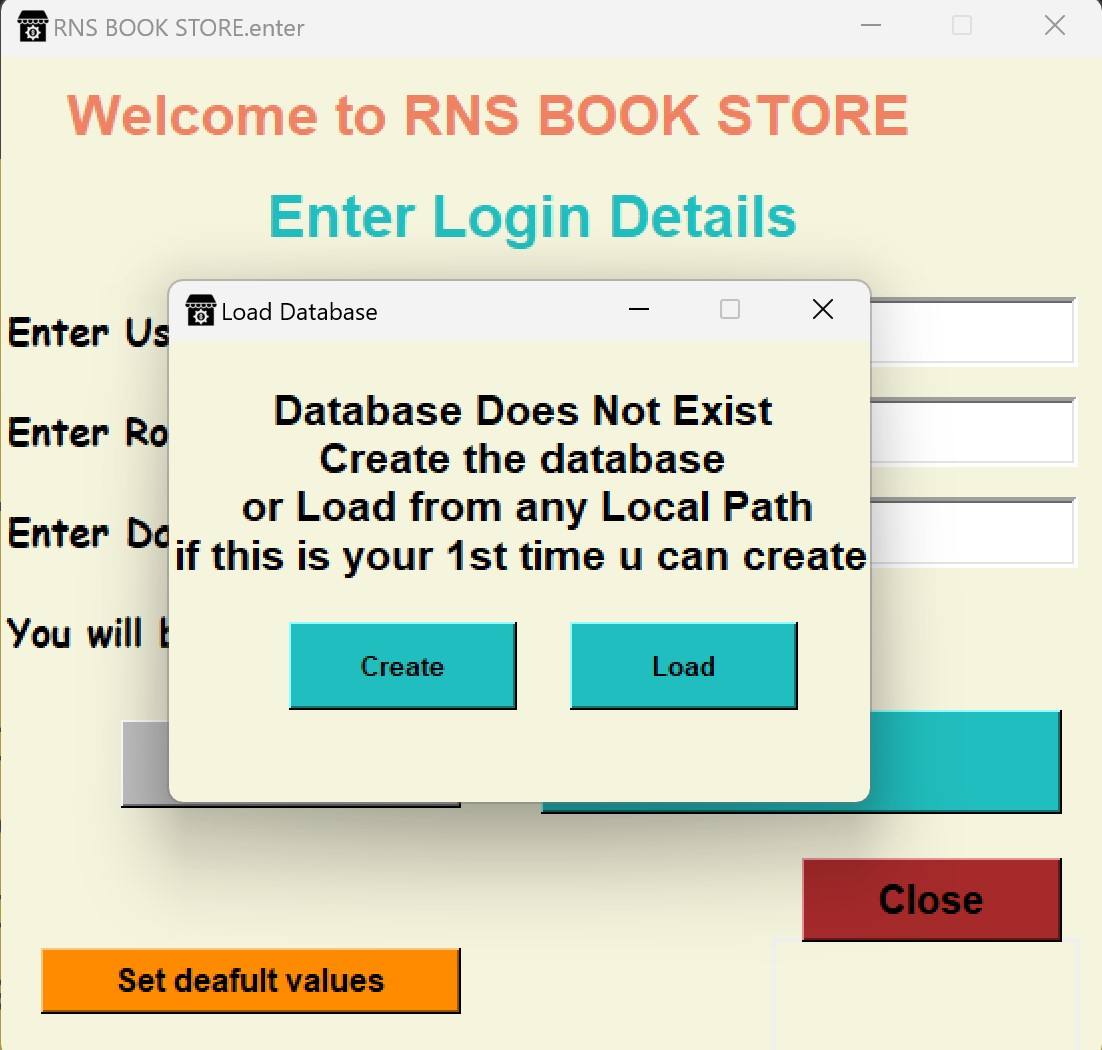 RNS BOOK STORE.enter
Welcome to RNS BOOK STORE
Enter Login Details
Load Database
Enter Us
Database Does Not Exist
Enter Ro
Create the database
or Load from any Local Path
Enter
if this is your 1st time u can create
You will
Create
Load
Close
Set deafult values